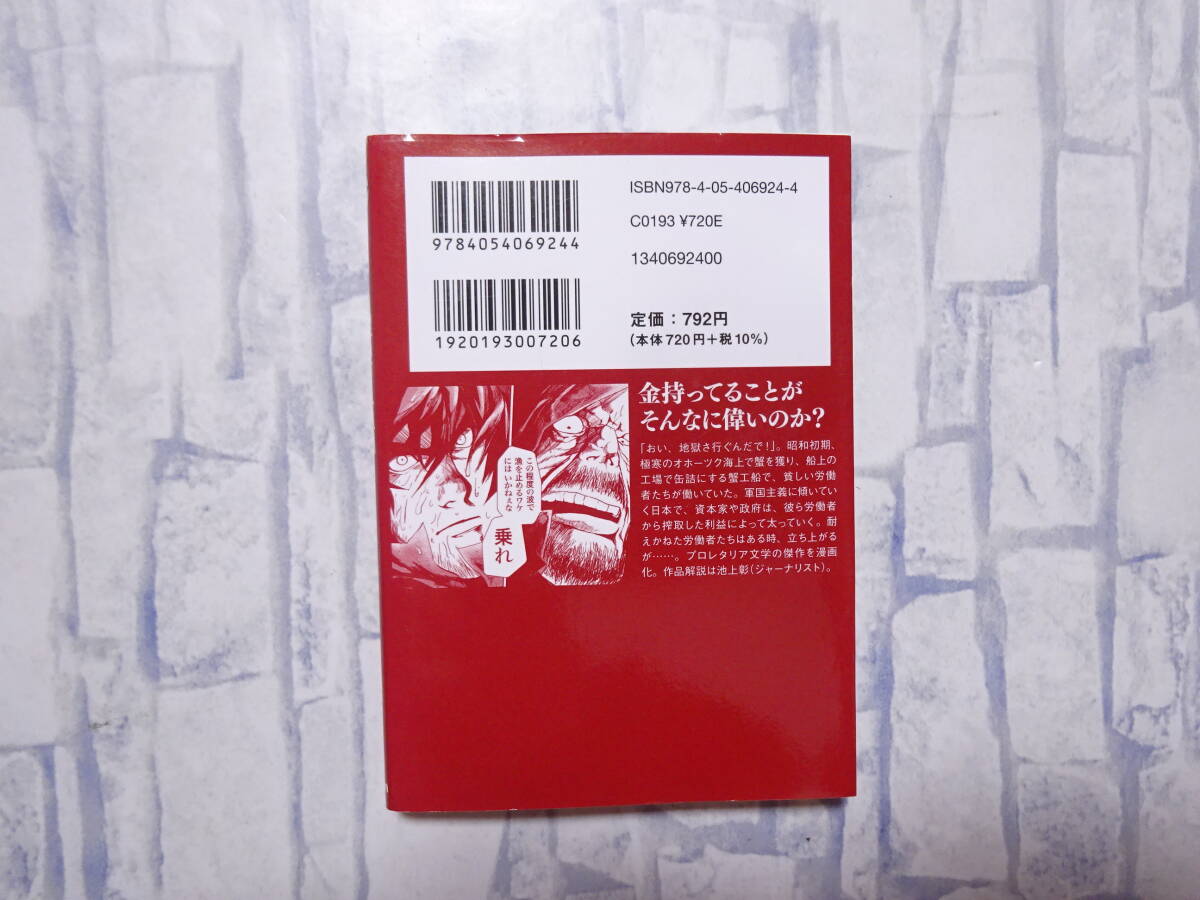 ISBN978-4-05-406924-4
9784054069244
C0193 ¥720E
1340692400
1920193007206
定価：792円
（本体720円＋税10%）
金持ってることが
そんなに偉いのか？
「おい、地獄さ行ぐんだで！」。昭和初期、
極寒のオホーツク海上で蟹を獲り、船上の
工場で缶詰にする蟹工船で、貧しい労働
者たちが働いていた。軍国主義に傾いてい
く日本で、資本家や政府は、彼ら労働者
から搾取した利益によって太っていく。耐
えかねた労働者たちはある時、立ち上がる
が……。プロレタリア文学の傑作を漫画
化。作品解説は池上彰（ジャーナリスト）。
この程度の波で
漁を止めるワケ
にはいかねぇな
乗れ